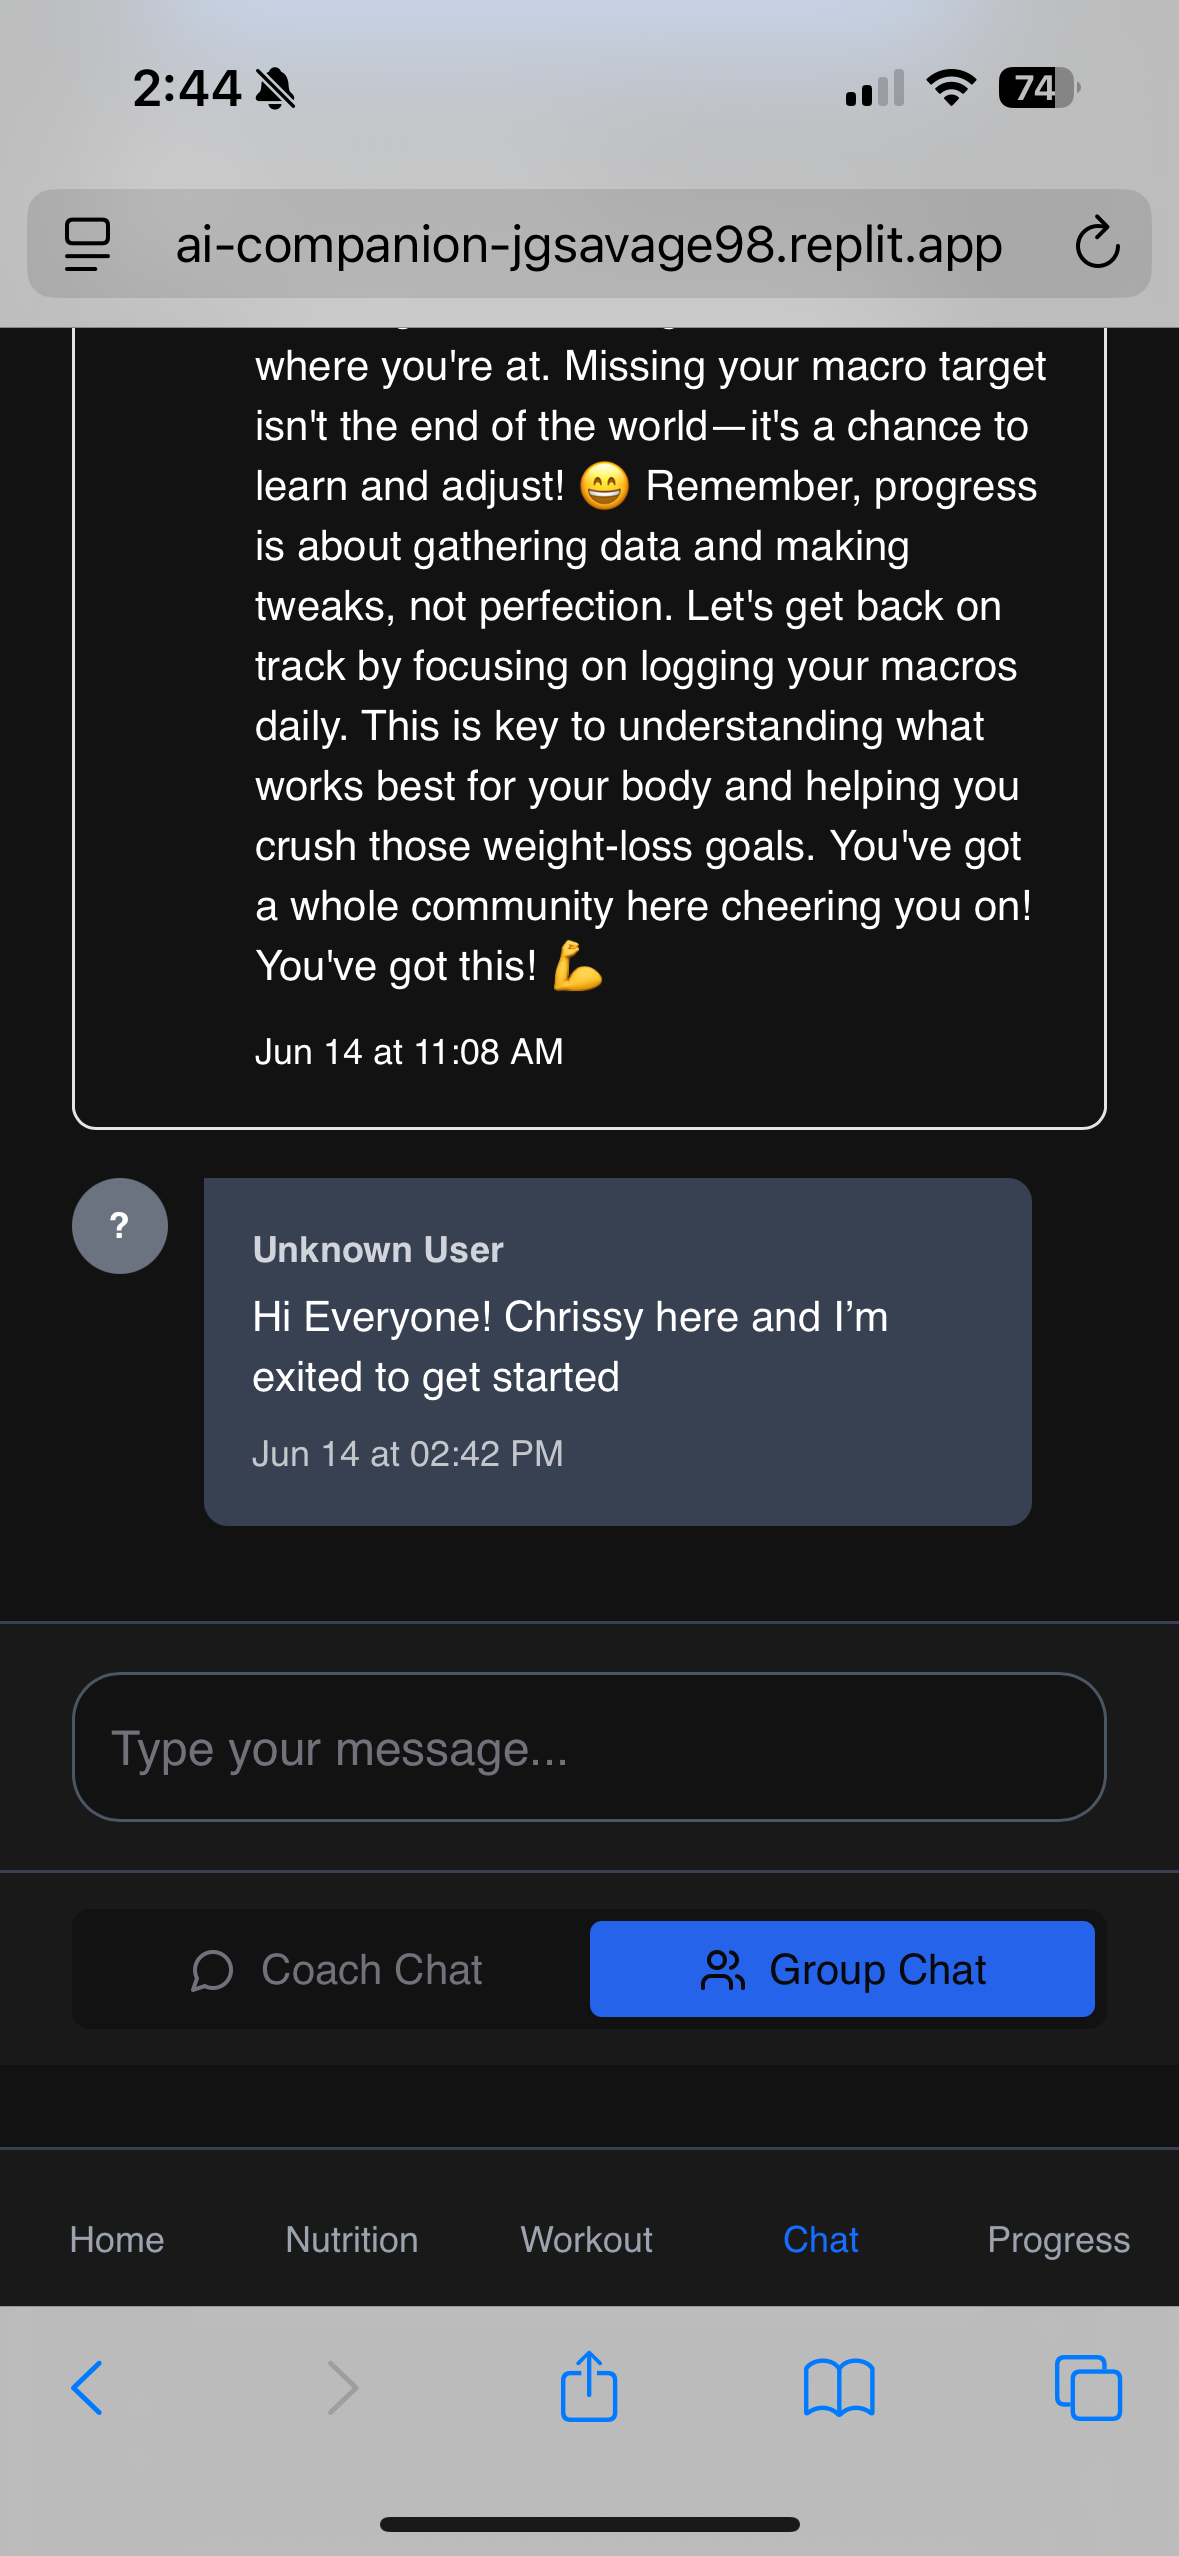 2:44
74
ai-companion-jgsavage98.replit.app
where you're at. Missing your macro target
isn't the end of the world—it's a chance to
learn and adjust! 😄 Remember, progress
is about gathering data and making
tweaks, not perfection. Let's get back on
track by focusing on logging your macros
daily. This is key to understanding what
works best for your body and helping you
crush those weight-loss goals. You've got
a whole community here cheering you on!
You've got this! 💪
Jun 14 at 11:08 AM
?
Unknown User
Hi Everyone! Chrissy here and I’m
exited to get started
Jun 14 at 02:42 PM
Type your message...
Coach Chat
Group Chat
Home
Nutrition
Workout
Chat
Progress